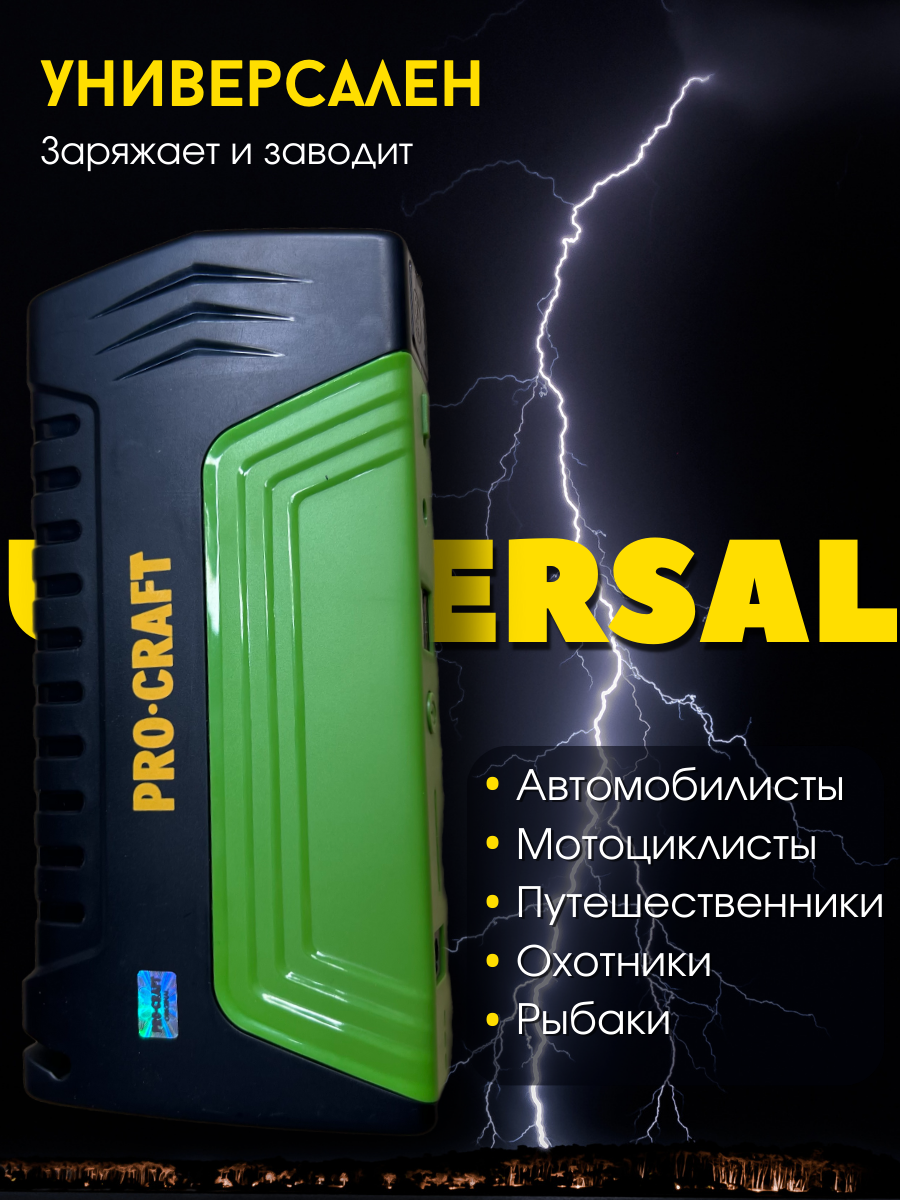 УНИВЕРСАЛЕН
Заряжает и заводит
PRO·CRAFT
ERSAL
• Автомобилисты
• Мотоциклисты
• Путешественники
• Охотники
• Рыбаки